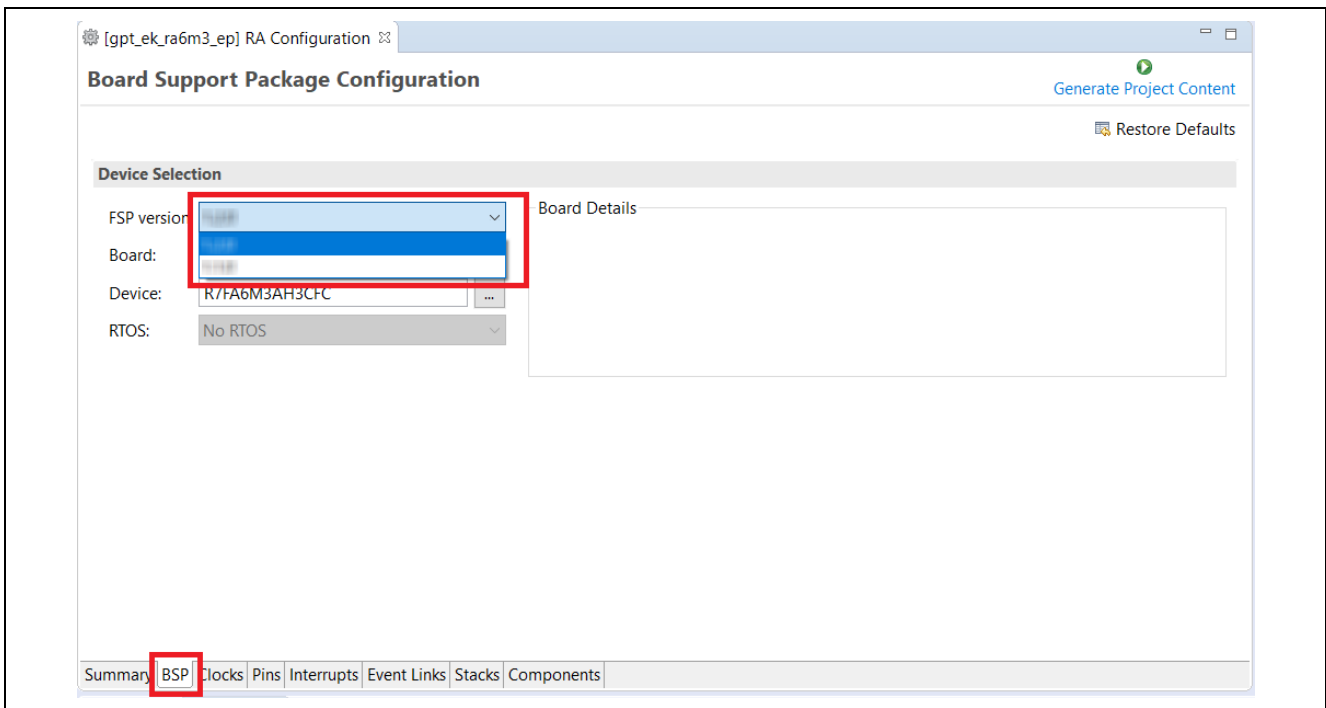 [gpt_ek_ra6m3_ep] RA Configuration
Board Support Package Configuration
Generate Project Content
Restore Defaults
Device Selection
FSP version
Board Details
Board:
Device: R7FA6M3AH3CFC ...
RTOS: No RTOS
Summary BSP Clocks Pins Interrupts Event Links Stacks Components